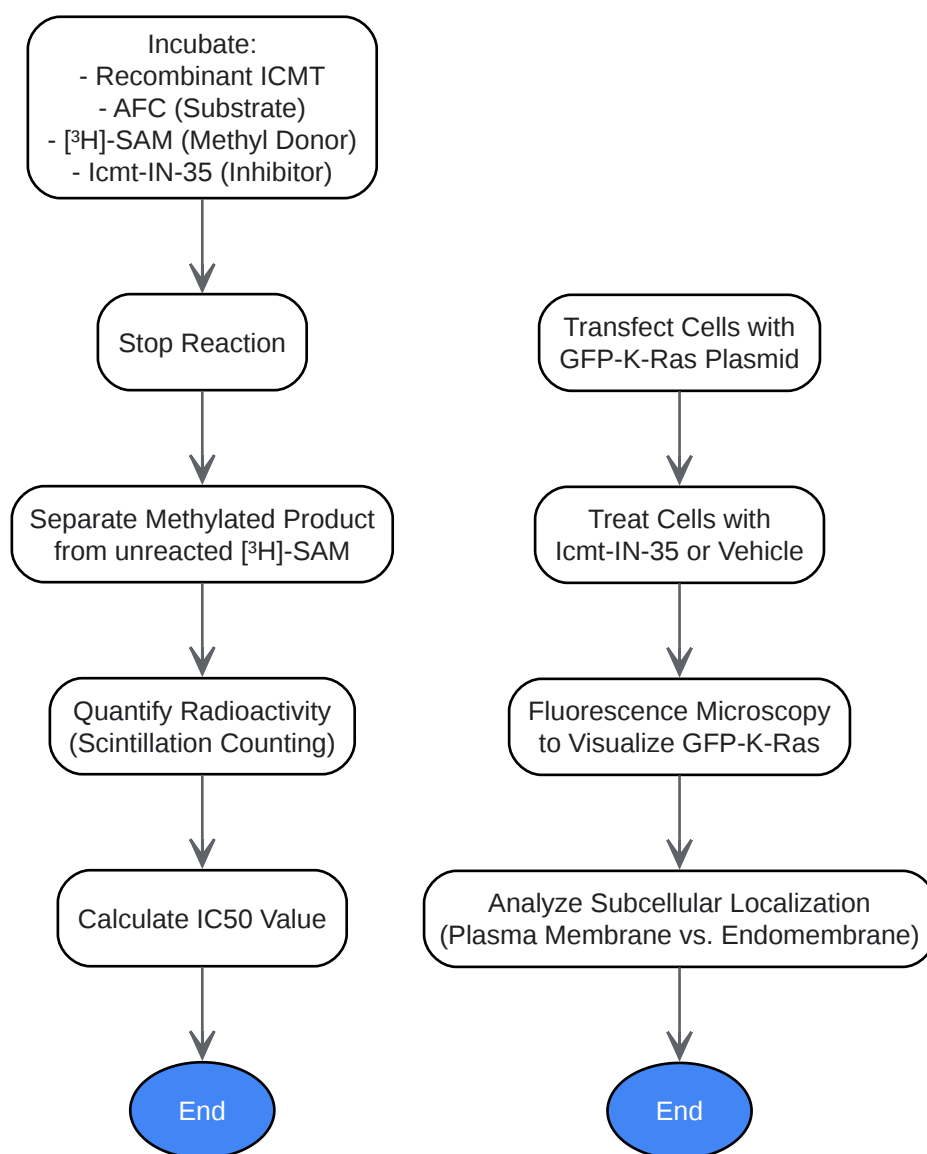 Incubate:
- Recombinant ICMT
- AFC (Substrate)
- [³H]-SAM (Methyl Donor)
- Icmt-IN-35 (Inhibitor)
Stop Reaction
Separate Methylated Product
from unreacted [³H]-SAM
Quantify Radioactivity
(Scintillation Counting)
Calculate IC50 Value
End
Transfect Cells with
GFP-K-Ras Plasmid
Treat Cells with
Icmt-IN-35 or Vehicle
Fluorescence Microscopy
to Visualize GFP-K-Ras
Analyze Subcellular Localization
(Plasma Membrane vs. Endomembrane)
End